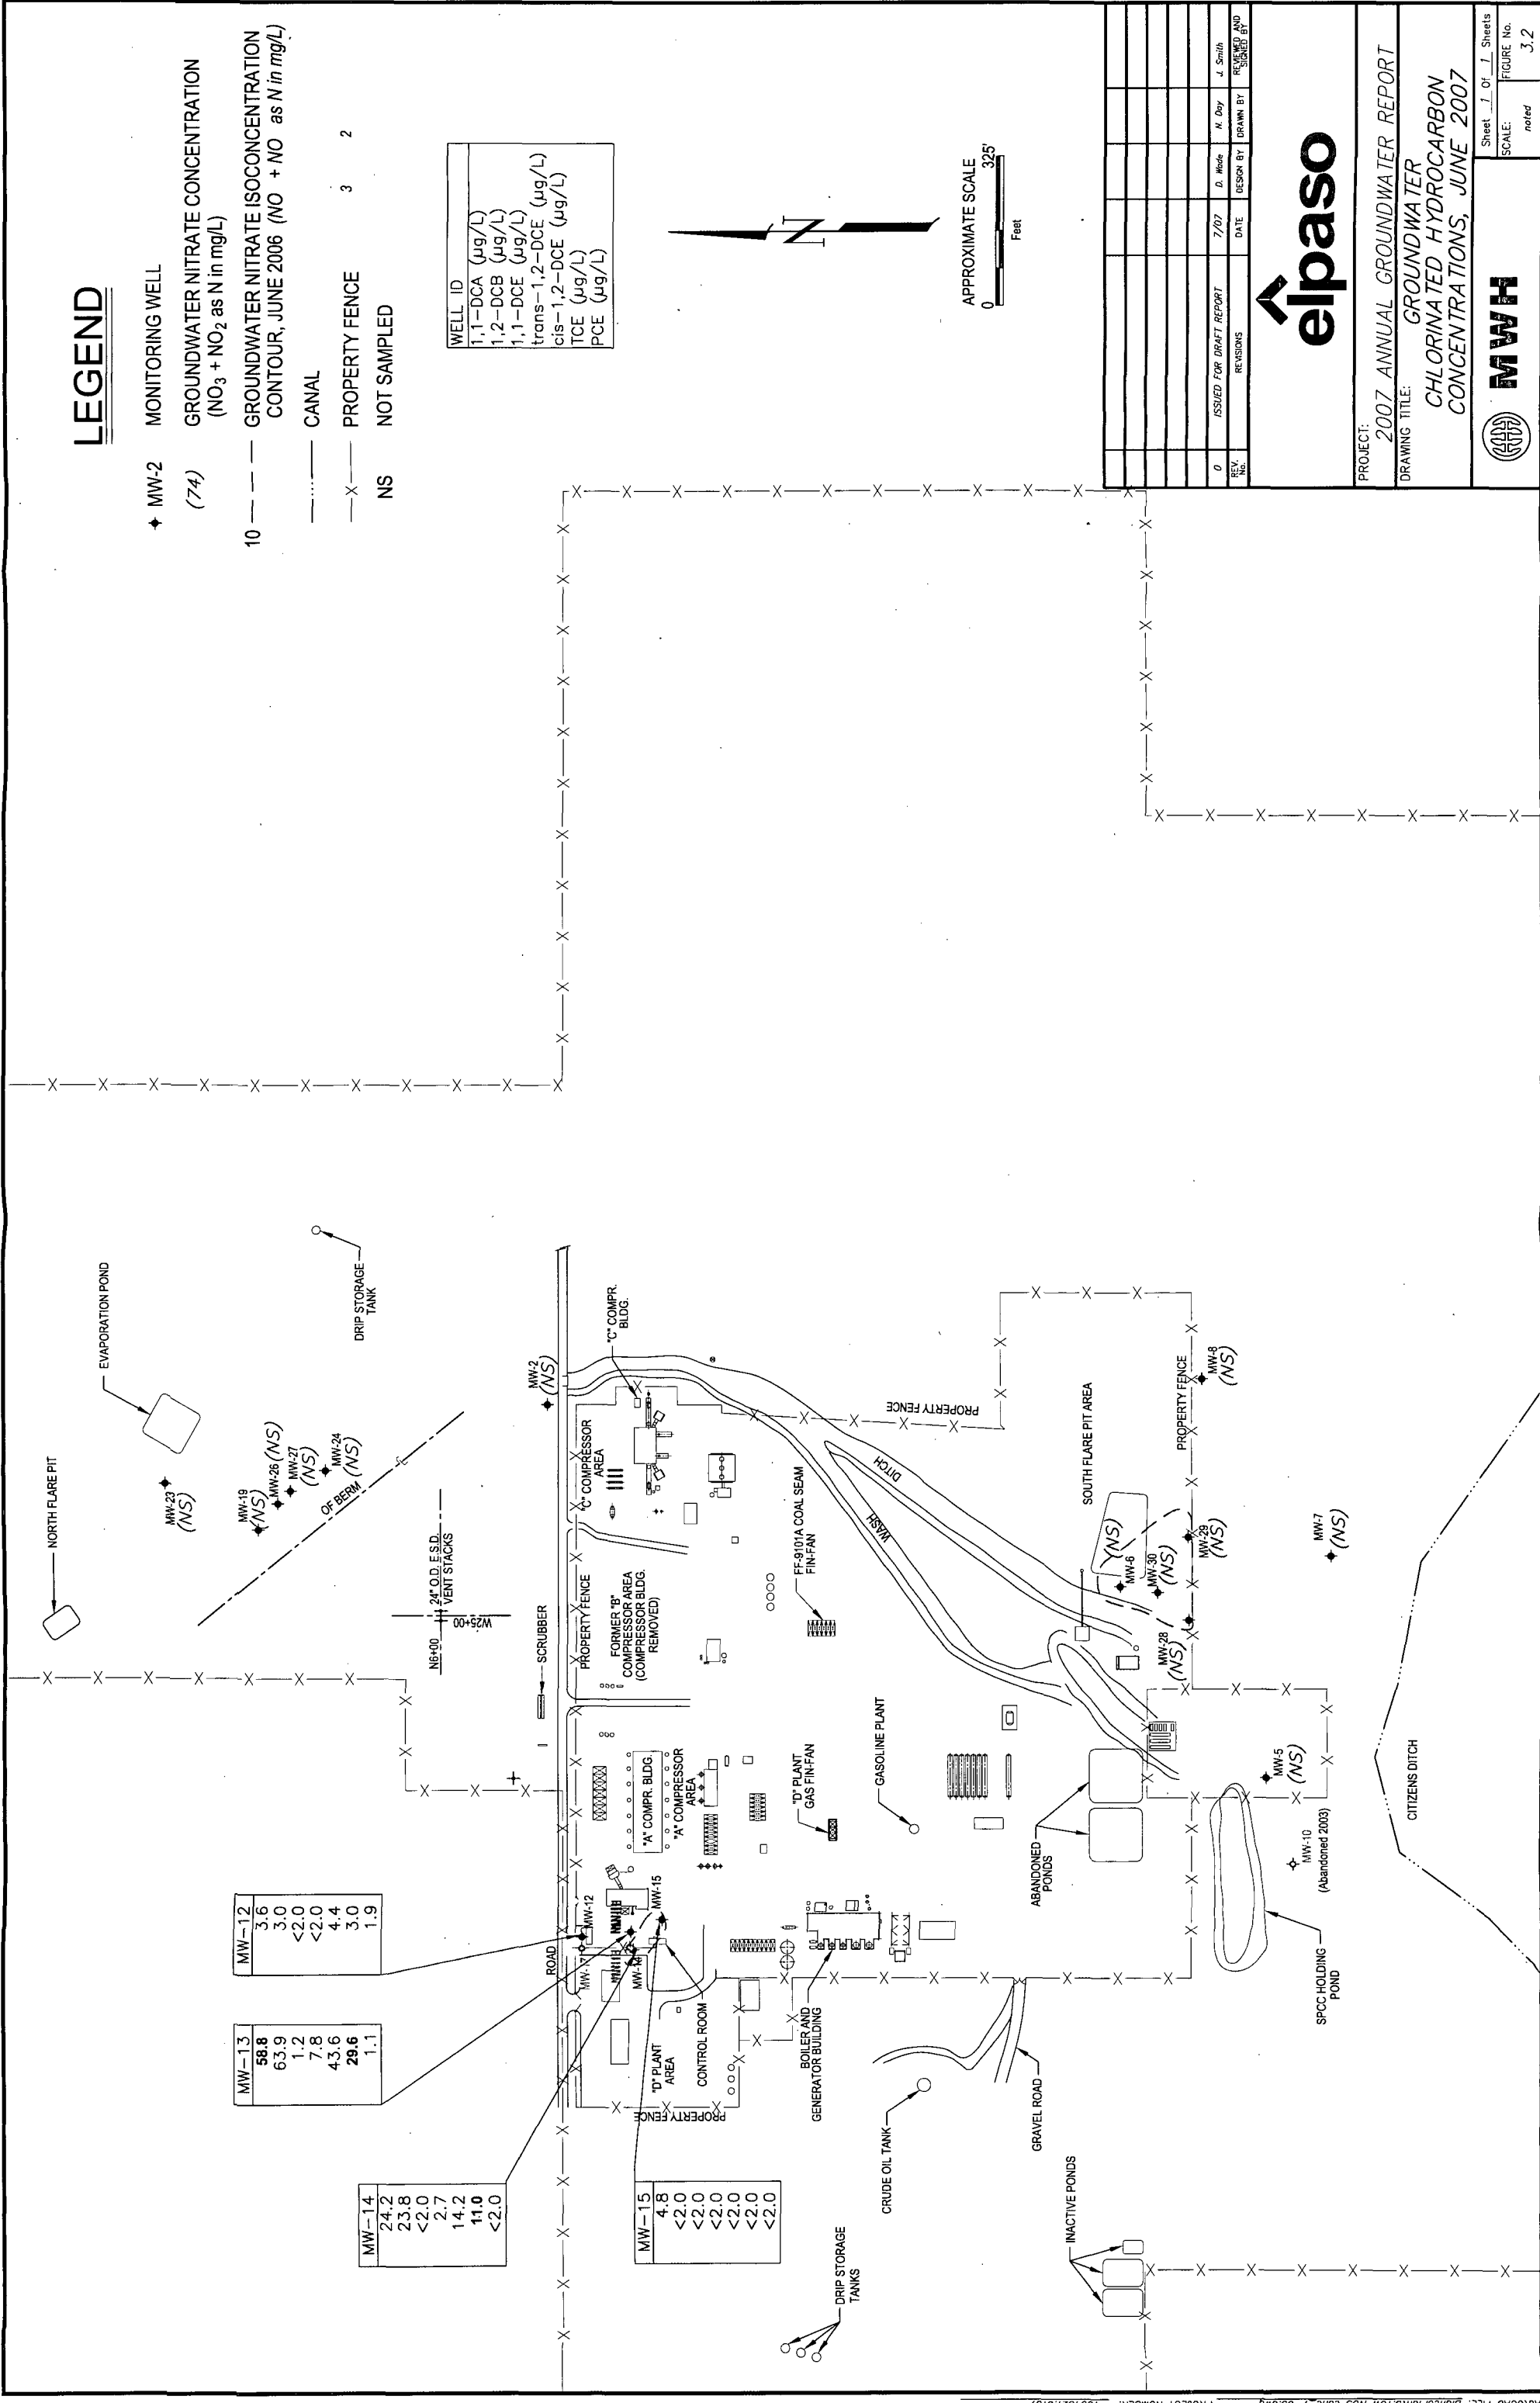 LEGEND
MW-2 MONITORING WELL
(74) GROUNDWATER NITRATE CONCENTRATION
(NO3 + NO2 as N in mg/L)
10 GROUNDWATER NITRATE ISOCONCENTRATION
CONTOUR, JUNE 2006 (NO + NO as N in mg/L)
CANAL
3 2
X PROPERTY FENCE
NS NOT SAMPLED
WELL ID
1,1-DCA (µg/L)
1,2-DCB (µg/L)
1,1-DCE (µg/L)
trans-1,2-DCE (µg/L)
cis-1,2-DCE (µg/L)
TCE (µg/L)
PCE (µg/L)
N
APPROXIMATE SCALE
0 325'
Feet
0 ISSUED FOR DRAFT REPORT 7/07 D. Wade N. Day J. Smith
REV. No. REVISIONS DATE DESIGN BY DRAWN BY REVIEWED AND SIGNED BY
elpaso
PROJECT:
2007 ANNUAL GROUNDWATER REPORT
DRAWING TITLE:
GROUNDWATER
CHLORINATED HYDROCARBON
CONCENTRATIONS, JUNE 2007
MWH
Sheet 1 Of 1 Sheets
SCALE: noted
FIGURE No. 3.2
NORTH FLARE PIT
EVAPORATION POND
DRIP STORAGE
TANK
MW-23
(NS)
MW-19
(NS)
MW-26 (NS)
MW-27
(NS)
MW-24
(NS)
OF BERM
N6+00
24" O.D. E.S.D.
VENT STACKS
W25+00
SCRUBBER
MW-2
(NS)
MW-12
3.6
3.0
<2.0
<2.0
4.4
3.0
1.9
MW-13
58.8
63.9
1.2
7.8
43.6
29.6
1.1
MW-14
24.2
23.8
<2.0
2.7
14.2
11.0
<2.0
MW-15
4.8
<2.0
<2.0
<2.0
<2.0
<2.0
<2.0
ROAD
MW-17
MW-12
MW-14
MW-15
"A" COMPR. BLDG.
"A" COMPRESSOR
AREA
PROPERTY FENCE
FORMER "B"
COMPRESSOR AREA
(COMPRESSOR BLDG.
REMOVED)
"C" COMPRESSOR
AREA
"C" COMPR.
BLDG.
"D" PLANT
AREA
CONTROL ROOM
PROPERTY FENCE
BOILER AND
GENERATOR BUILDING
"D" PLANT
GAS FIN-FAN
FF-9101A COAL SEAM
FIN-FAN
GASOLINE PLANT
WASH
DITCH
PROPERTY FENCE
SOUTH FLARE PIT AREA
PROPERTY FENCE
DRIP STORAGE
TANKS
CRUDE OIL TANK
GRAVEL ROAD
INACTIVE PONDS
ABANDONED
PONDS
MW-6
(NS)
MW-30
(NS)
MW-29
(NS)
MW-28
(NS)
MW-8
(NS)
MW-7
(NS)
MW-5
(NS)
MW-10
(Abandoned 2003)
SPCC HOLDING
POND
CITIZENS DITCH